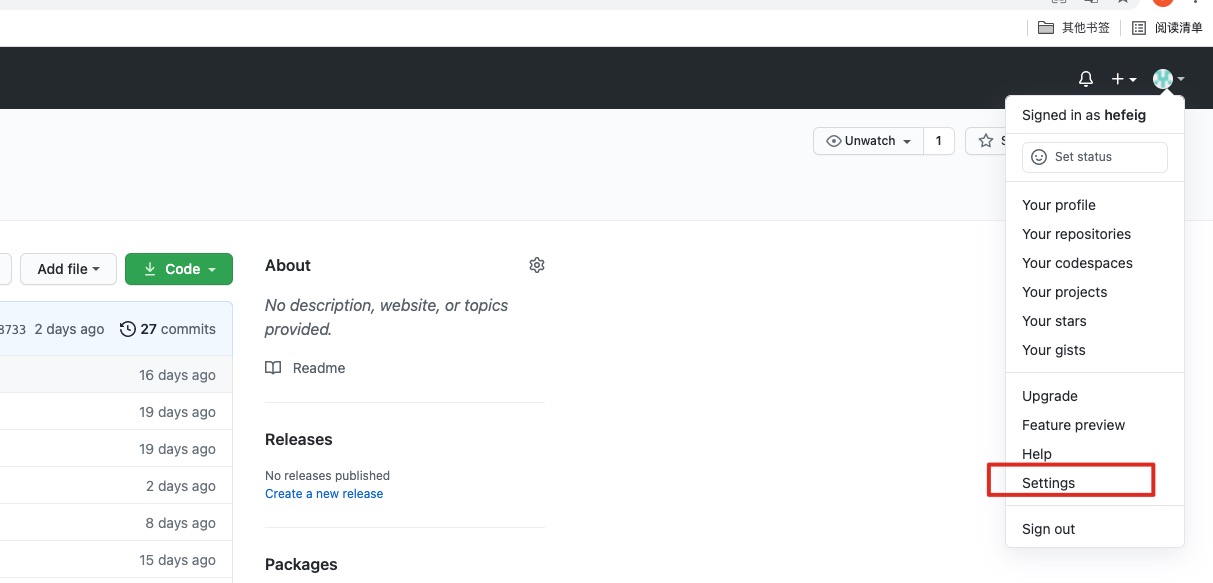 其他书签 阅读清单
Signed in as hefeig
Unwatch 1
Set status
Your profile
Your repositories
Your codespaces
Your projects
Your stars
Your gists
Upgrade
Feature preview
Help
Settings
Sign out
Add file Code
8733 2 days ago 27 commits
16 days ago
19 days ago
19 days ago
2 days ago
8 days ago
15 days ago
About
No description, website, or topics
provided.
Readme
Releases
No releases published
Create a new release
Packages